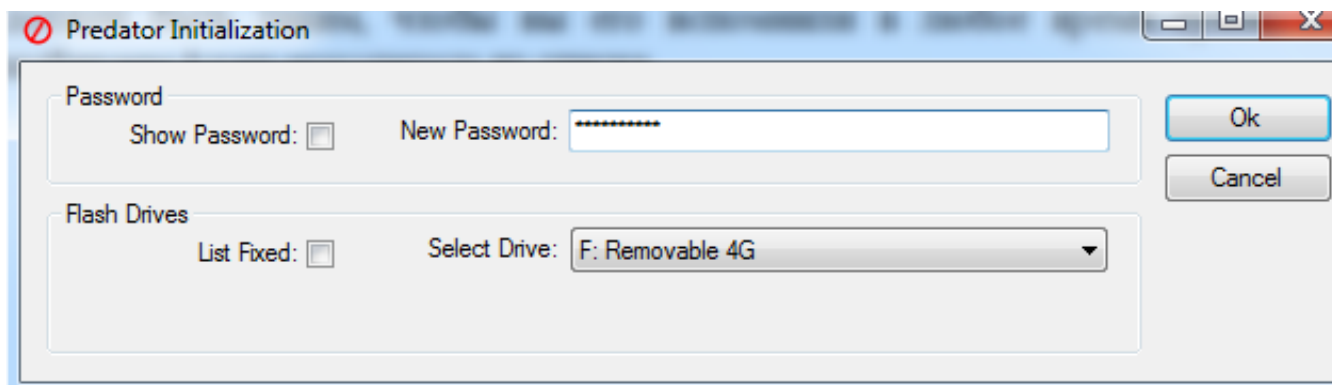 Predator Initialization
Password
Show Password:
New Password: **********
Ok
Cancel
Flash Drives
List Fixed:
Select Drive: F: Removable 4G